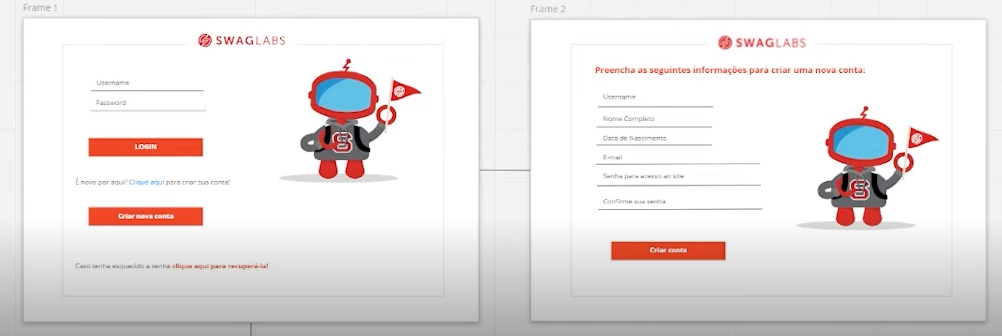 Frame 1
SWAGLABS
Username
Password
LOGIN
É novo por aqui? Clique aqui para criar sua conta!
Criar nova conta
Caso tenha esquecido a senha clique aqui para recuperá-la!
Frame 2
SWAGLABS
Preencha as seguintes informações para criar uma nova conta:
Username
Nome Completo
Data de Nascimento
E-mail
Senha para acesso ao site
Confirme sua senha
Criar conta
S
S